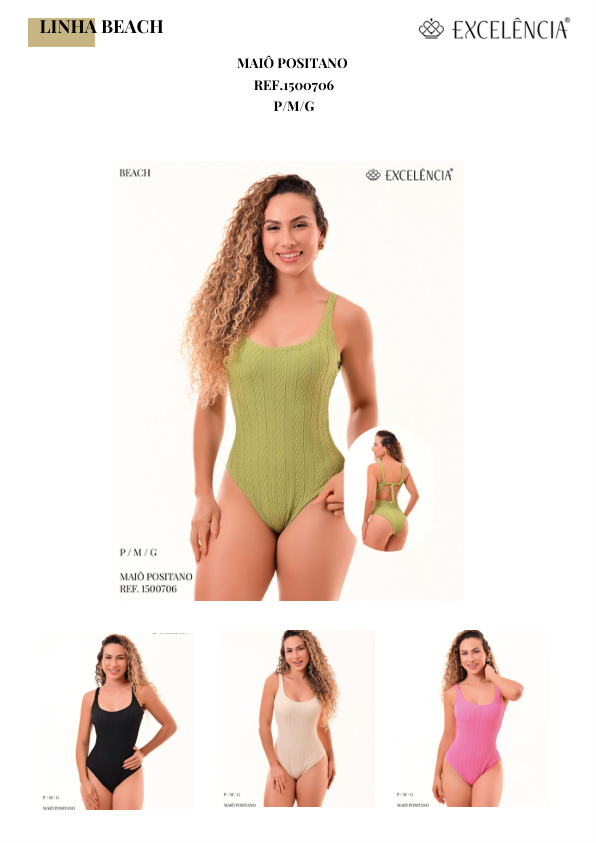 LINHA BEACH
EXCELÊNCIA®
MAIÔ POSITANO
REF.1500706
P/M/G
BEACH
EXCELÊNCIA®
P / M / G
MAIÔ POSITANO
REF. 1500706
P / M / G
MAIÔ POSITANO
P / M / G
MAIÔ POSITANO
P / M / G
MAIÔ POSITANO